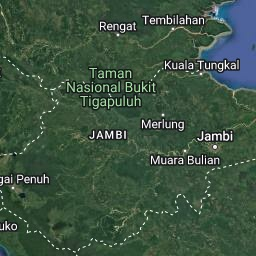 Tembilahan
Rengat
Kuala Tungkal
Taman
Nasional Bukit
Tigapuluh
Merlung
JAMBI
Jambi
Muara Bulian
gai Penuh
uko